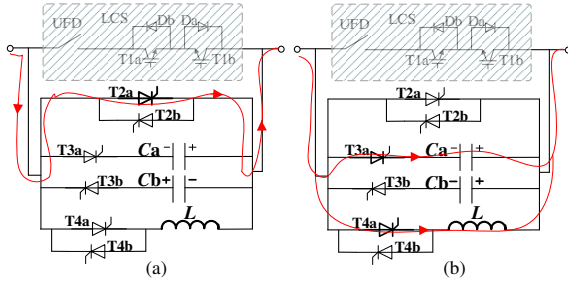 UFD LCS Db Da
T1a T1b
T2a
T2b
T3a Ca - +
T3b Cb + -
T4a L
T4b
(a)
UFD LCS Db Da
T1a T1b
T2a
T2b
T3a Ca - +
T3b Cb - +
T4a L
T4b
(b)